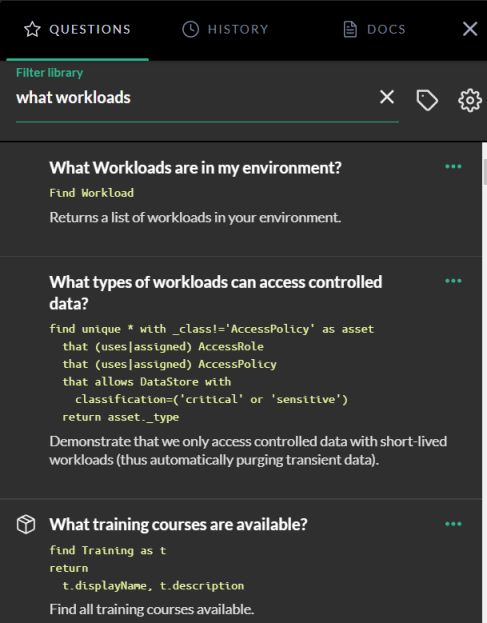 QUESTIONS HISTORY DOCS
Filter library
what workloads
What Workloads are in my environment?
Find Workload
Returns a list of workloads in your environment.
What types of workloads can access controlled
data?
find unique * with _class!='AccessPolicy' as asset
that (uses|assigned) AccessRole
that (uses|assigned) AccessPolicy
that allows DataStore with
classification=('critical' or 'sensitive')
return asset._type
Demonstrate that we only access controlled data with short-lived
workloads (thus automatically purging transient data).
What training courses are available?
find Training as t
return
t.displayName, t.description
Find all training courses available.